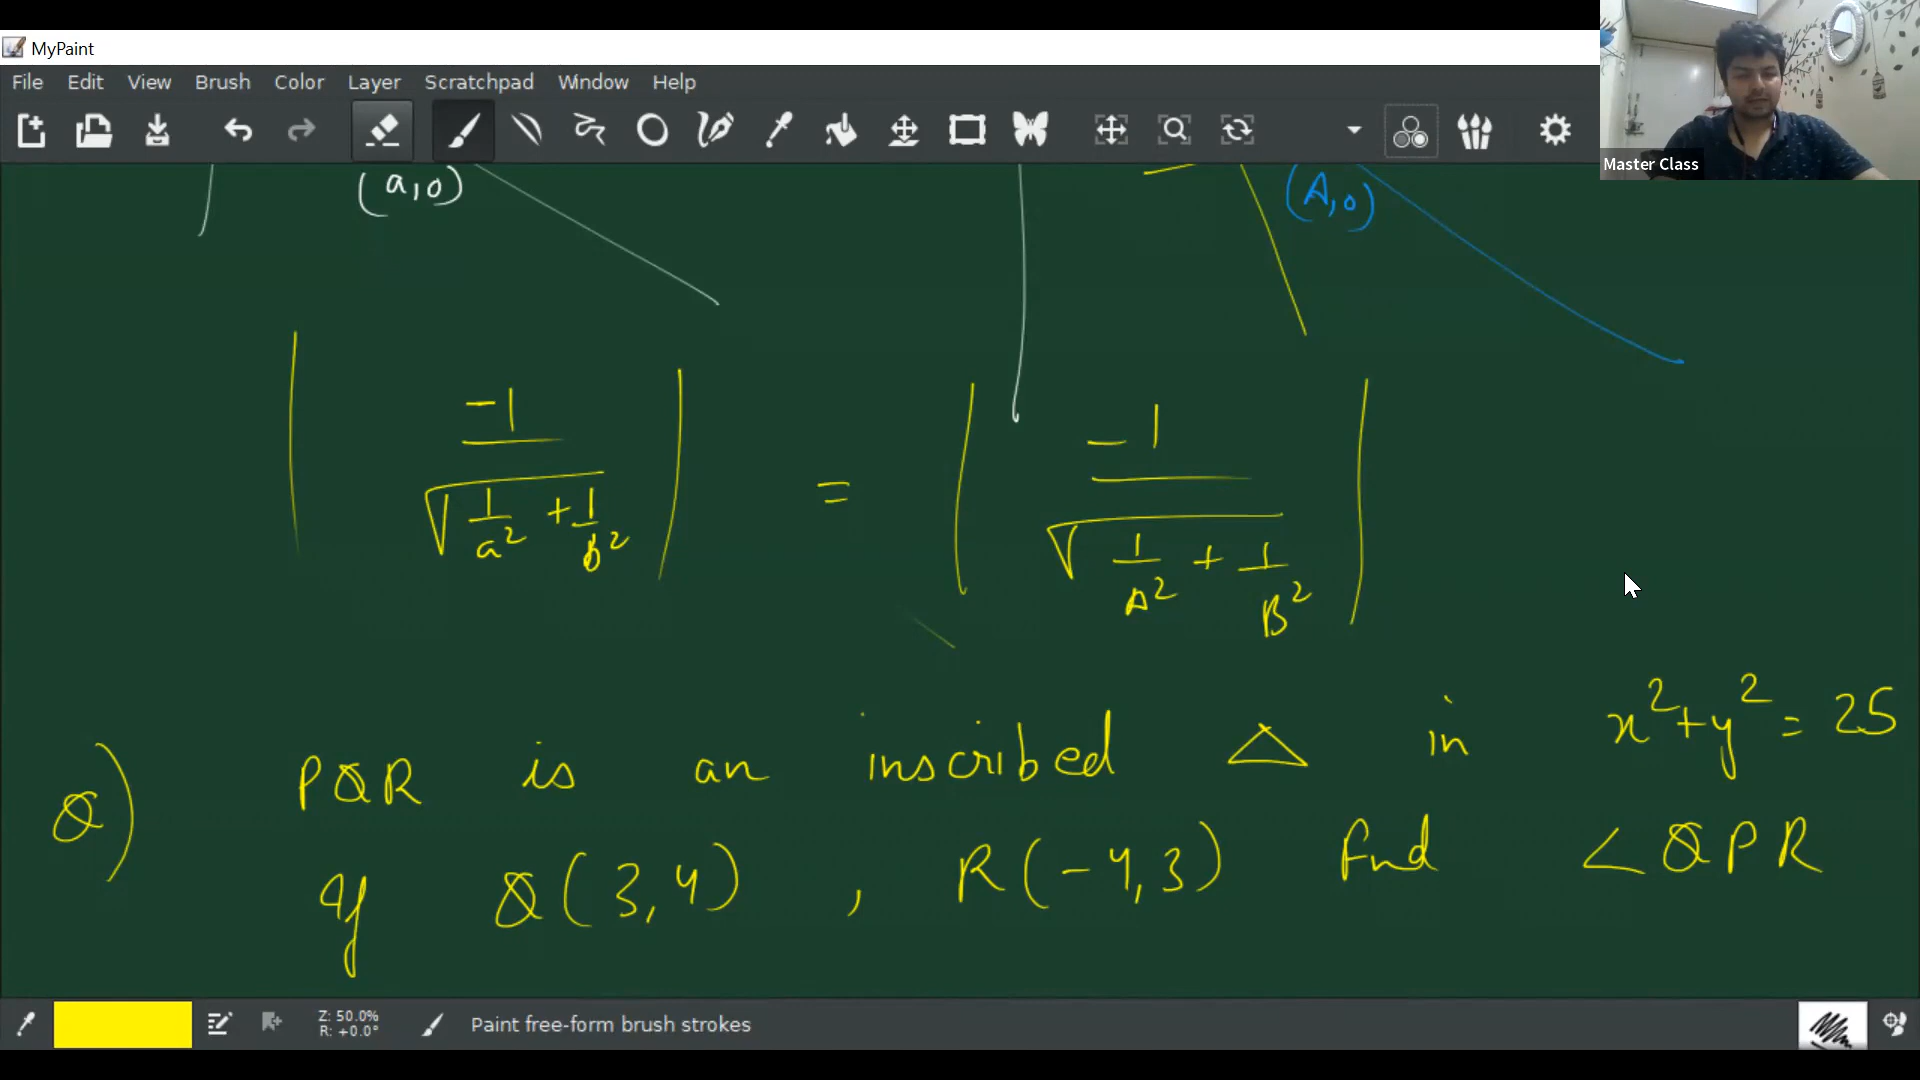 MyPaint
File Edit View Brush Color Layer Scratchpad Window Help
Master Class
(a,0)
(A,0)
| -1 / √(1/a² + 1/b²) | = | -1 / √(1/A² + 1/B²) |
Q) PQR is an inscribed △ in x²+y² = 25
If Q(3,4) , R(-4,3) find ∠QPR
Z: 50.0%
R: +0.0°
Paint free-form brush strokes